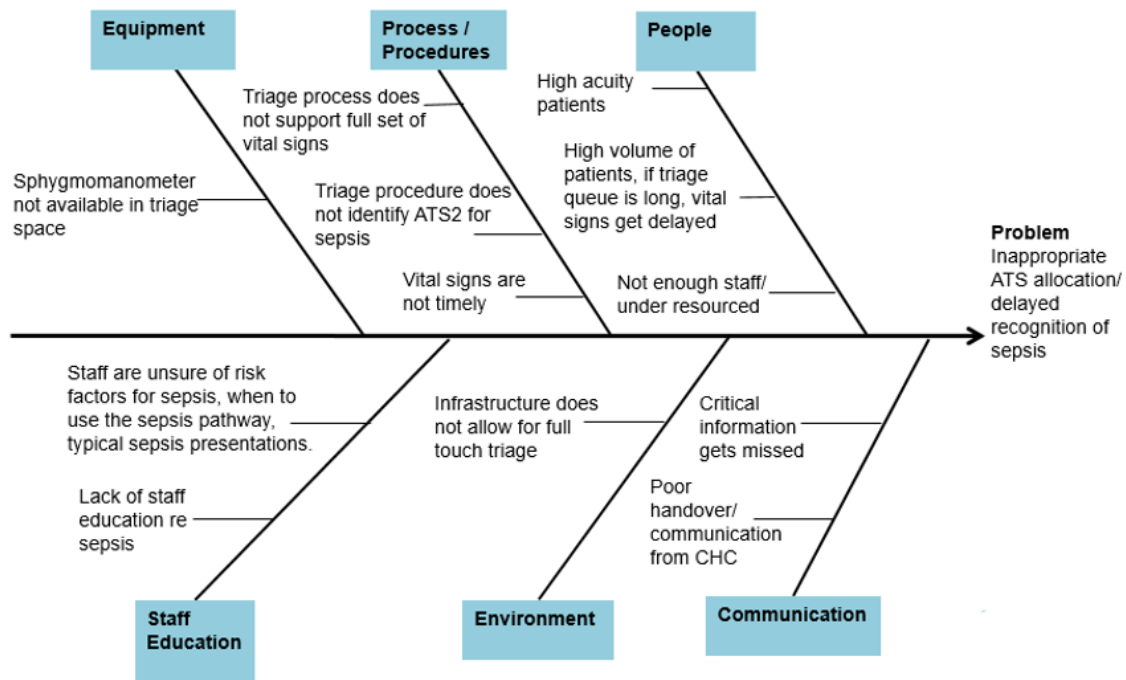 Equipment
Process /
Procedures
People
Triage process does
not support full set of
vital signs
High acuity
patients
Sphygmomanometer
not available in triage
space
Triage procedure does
not identify ATS2 for
sepsis
High volume of
patients, if triage
queue is long, vital
signs get delayed
Vital signs are
not timely
Not enough staff/
under resourced
Problem
Inappropriate
ATS allocation/
delayed
recognition of
sepsis
Staff are unsure of risk
factors for sepsis, when to
use the sepsis pathway,
typical sepsis presentations.
Infrastructure does
not allow for full
touch triage
Critical
information
gets missed
Lack of staff
education re
sepsis
Poor
handover/
communication
from CHC
Staff
Education
Environment
Communication